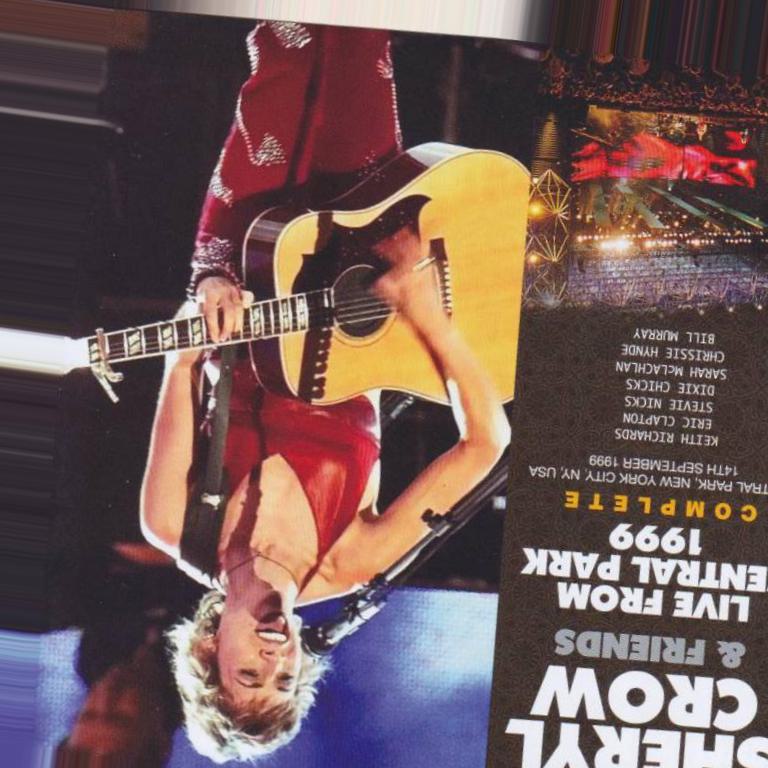 SHERYL
CROW
& FRIENDS
LIVE FROM
ENTRAL PARK
1999
COMPLETE
TRAL PARK, NEW YORK CITY, NY, USA
14TH SEPTEMBER 1999
KEITH RICHARDS
ERIC CLAPTON
STEVIE NICKS
DIXIE CHICKS
SARAH McLACHLAN
CHRISSIE HYNDE
BILL MURRAY